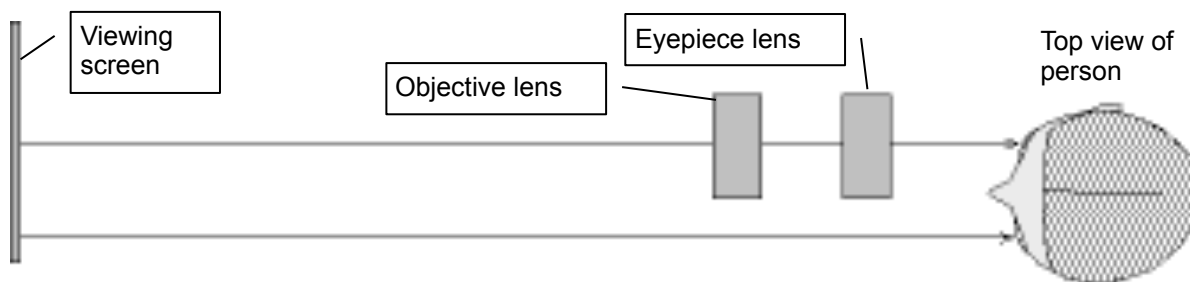 Viewing
screen
Objective lens
Eyepiece lens
Top view of
person